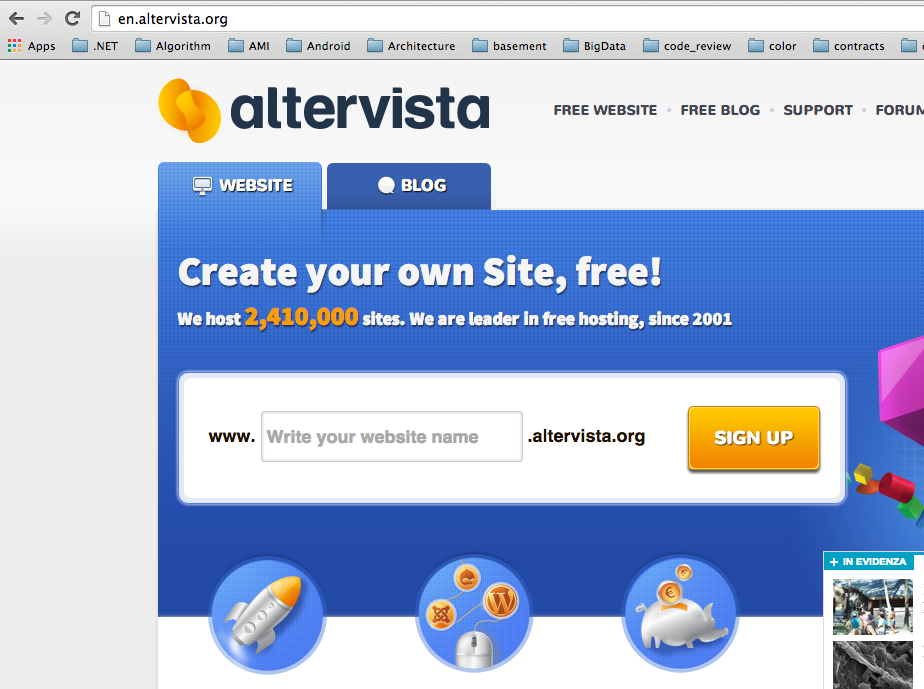 en.altervista.org
Apps .NET Algorithm AMI Android Architecture basement BigData code_review color contracts
altervista
FREE WEBSITE • FREE BLOG • SUPPORT • FORUM
WEBSITE BLOG
Create your own Site, free!
We host 2,410,000 sites. We are leader in free hosting, since 2001
www. Write your website name .altervista.org SIGN UP
+ IN EVIDENZA